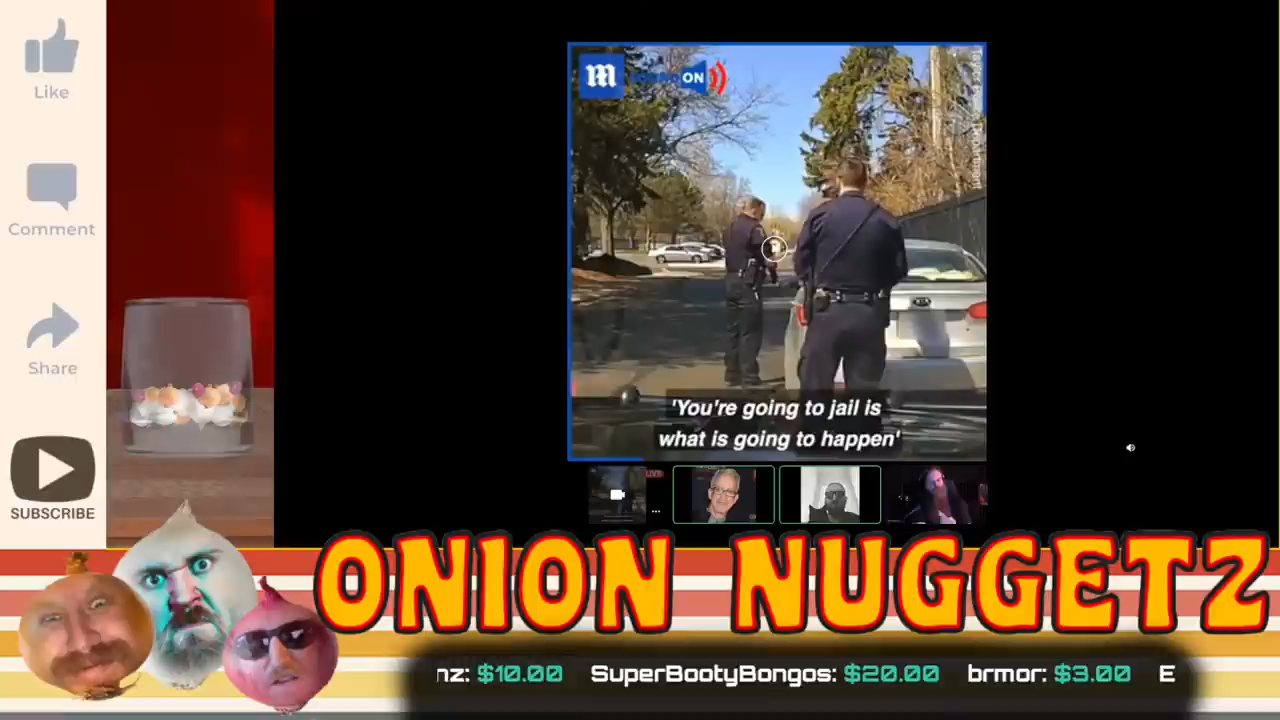 Like
Comment
Share
SUBSCRIBE
ON
'You're going to jail is
what is going to happen'
LIVE
...
ONION NUGGETZ
nz: $10.00 SuperBootyBongos: $20.00 brmor: $3.00 E